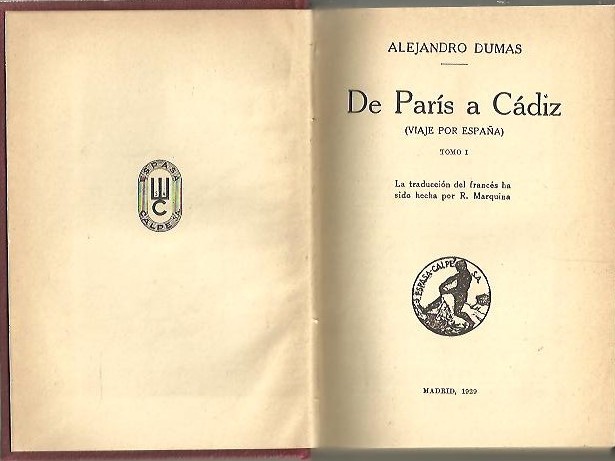 ESPASA
S.A.
CALPE S.A.
ALEJANDRO DUMAS
De París a Cádiz
(VIAJE POR ESPAÑA)
TOMO I
La traducción del francés ha
sido hecha por R. Marquina
ESPASA-CALPE S.A.
MADRID, 1929